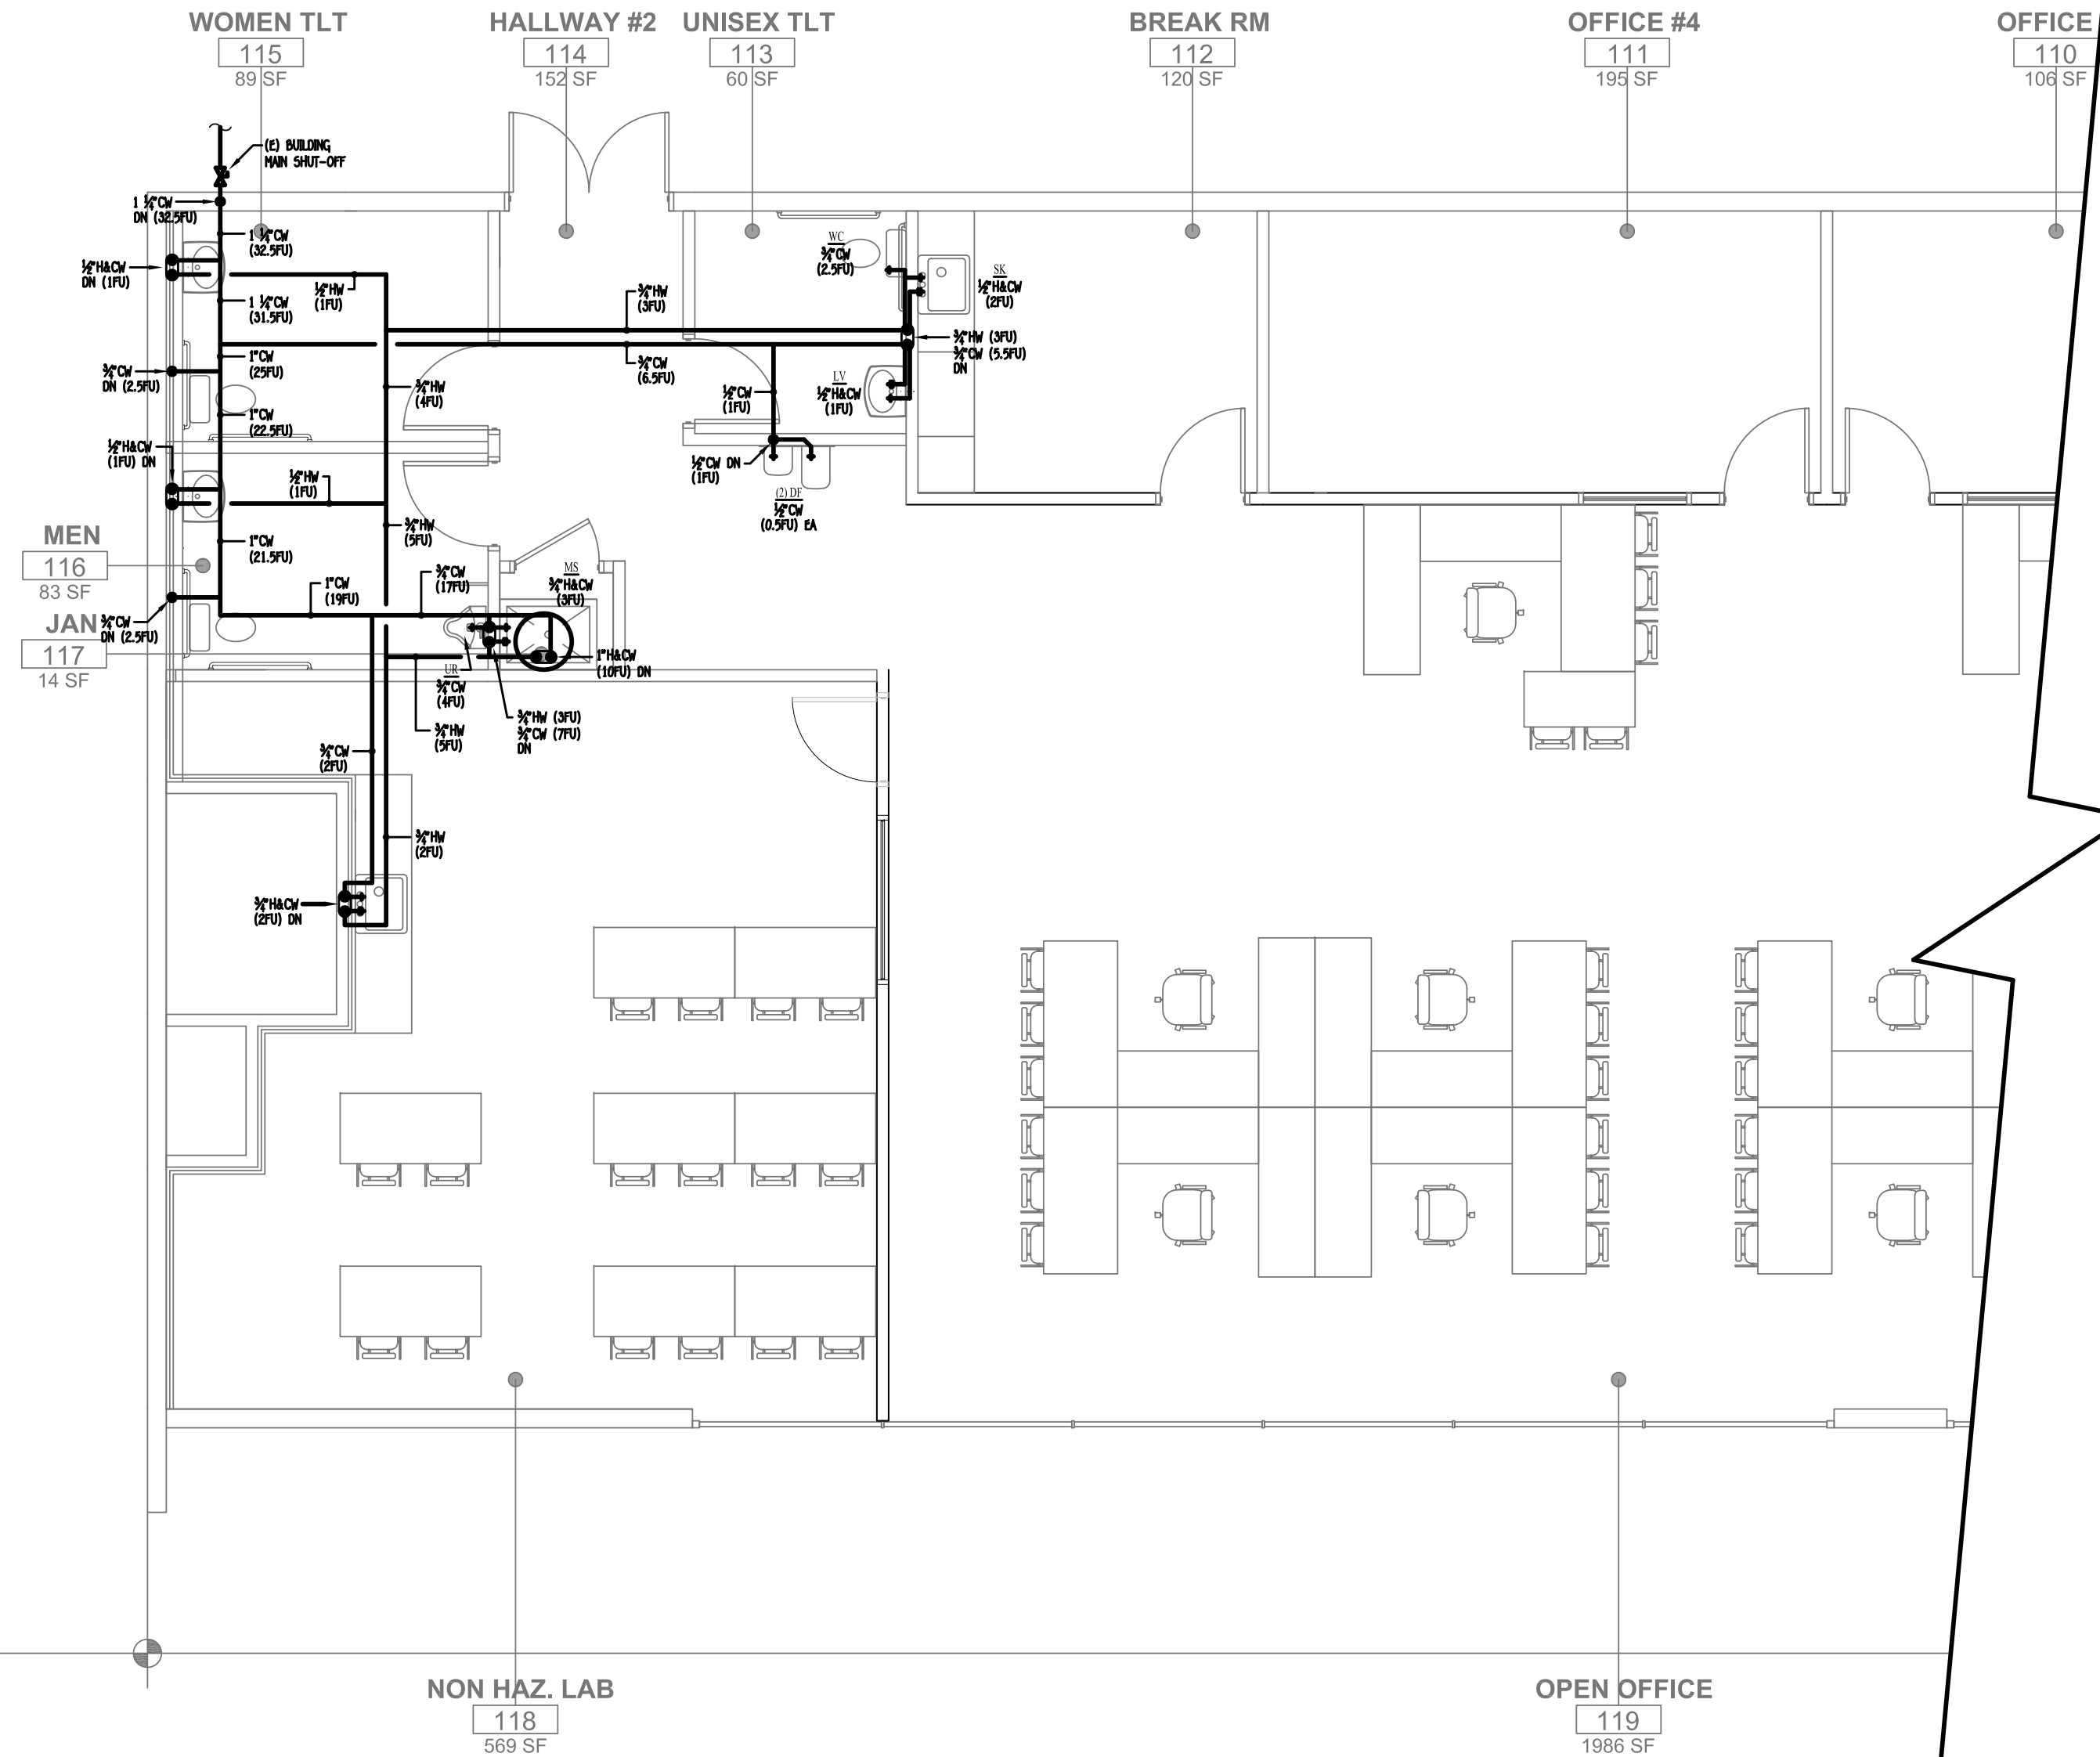 WOMEN TLT
115
89 SF
HALLWAY #2
114
152 SF
UNISEX TLT
113
60 SF
BREAK RM
112
120 SF
OFFICE #4
111
195 SF
OFFICE
110
106 SF
(E) BUILDING
MAIN SHUT-OFF
1 ¼"CW
DN (32.5FU)
1 ¼"CW
(32.5FU)
½"H&CW
DN (1FU)
½"HW
(1FU)
1 ¼"CW
(31.5FU)
¾"HW
(3FU)
WC
¾"CW
(2.5FU)
SK
½"H&CW
(2FU)
¾"HW (3FU)
¾"CW (5.5FU)
DN
1"CW
(25FU)
¾"CW
(6.5FU)
¾"CW
DN (2.5FU)
¾"HW
(4FU)
½"CW
(1FU)
LV
½"H&CW
(1FU)
1"CW
(22.5FU)
½"H&CW
(1FU) DN
½"HW
(1FU)
½"CW DN
(1FU)
(2) DF
½"CW
(0.5FU) EA
MEN
116
83 SF
1"CW
(21.5FU)
¾"HW
(5FU)
1"CW
(19FU)
¾"CW
(17FU)
MS
¾"H&CW
(3FU)
JAN
117
14 SF
¾"CW
DN (2.5FU)
1"H&CW
(10FU) DN
UR
¾"CW
(4FU)
¾"HW (3FU)
¾"CW (7FU)
DN
¾"HW
(5FU)
¾"CW
(2FU)
¾"HW
(2FU)
¾"H&CW
(2FU) DN
NON HAZ. LAB
118
569 SF
OPEN OFFICE
119
1986 SF